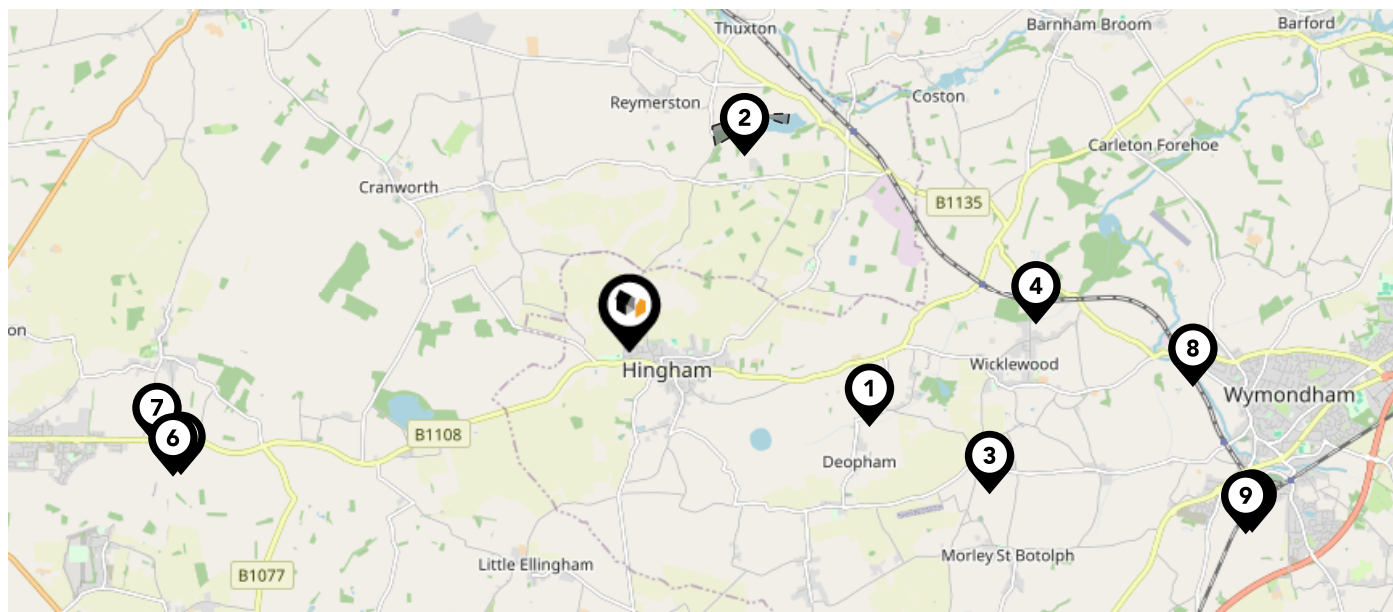 Thuxton
Barnham Broom
Barford
Reymerston
Coston
2
Carleton Forehoe
Cranworth
B1135
4
on
Hingham
Wicklewood
8
1
Wymondham
7
B1108
6
Deopham
3
9
Morley St Botolph
Little Ellingham
B1077